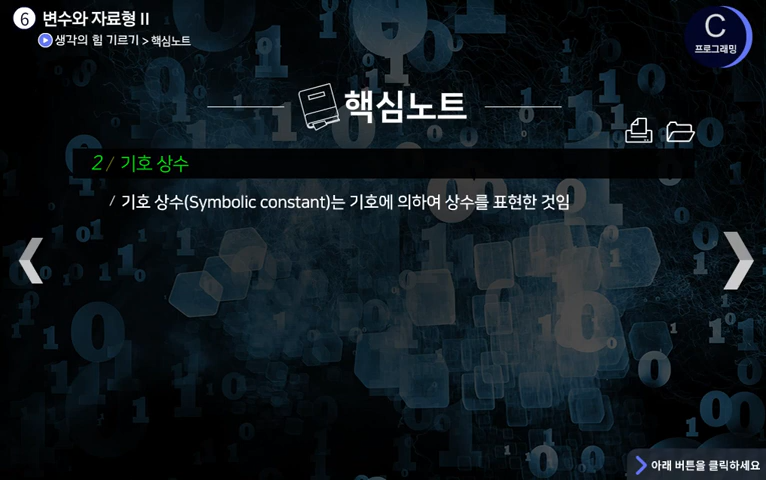 6 변수와 자료형 II
생각의 힘 기르기 > 핵심노트
C
프로그래밍
핵심노트
2 / 기호 상수
/ 기호 상수(Symbolic constant)는 기호에 의하여 상수를 표현한 것임
아래 버튼을 클릭하세요